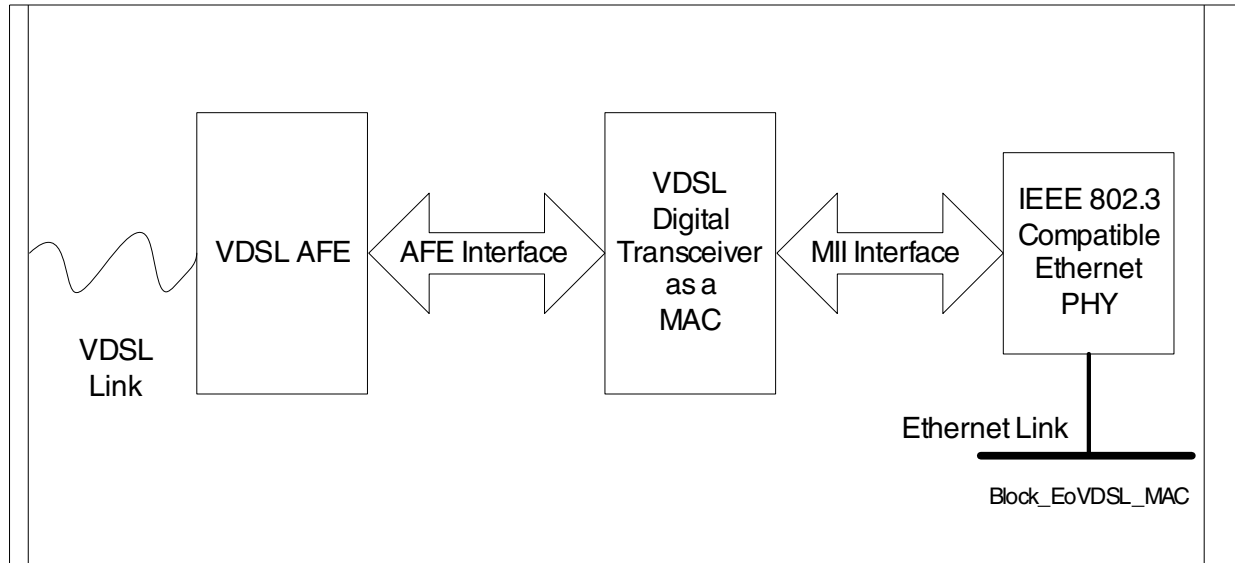 VDSL
Link
VDSL AFE
AFE Interface
VDSL
Digital
Transceiver
as a
MAC
MII Interface
IEEE 802.3
Compatible
Ethernet
PHY
Ethernet Link
Block_EoVDSL_MAC